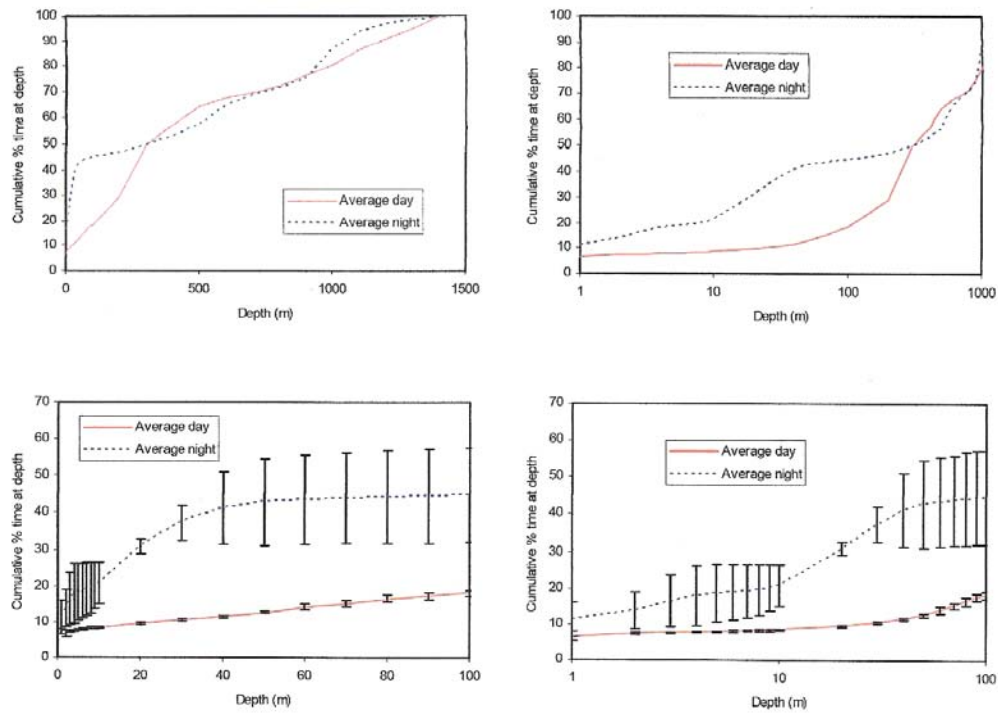 Cumulative % time at depth
100
90
80
70
60
50
40
30
20
10
0
Average day
Average night
0 500 1000 1500
Depth (m)
Cumulative % time at depth
100
90
80
70
60
50
40
30
20
10
0
Average day
Average night
1 10 100 1000
Depth (m)
Cumulative % time at depth
70
60
50
40
30
20
10
0
Average day
Average night
0 20 40 60 80 100
Depth (m)
Cumulative % time at depth
70
60
50
40
30
20
10
0
Average day
Average night
1 10 100
Depth (m)